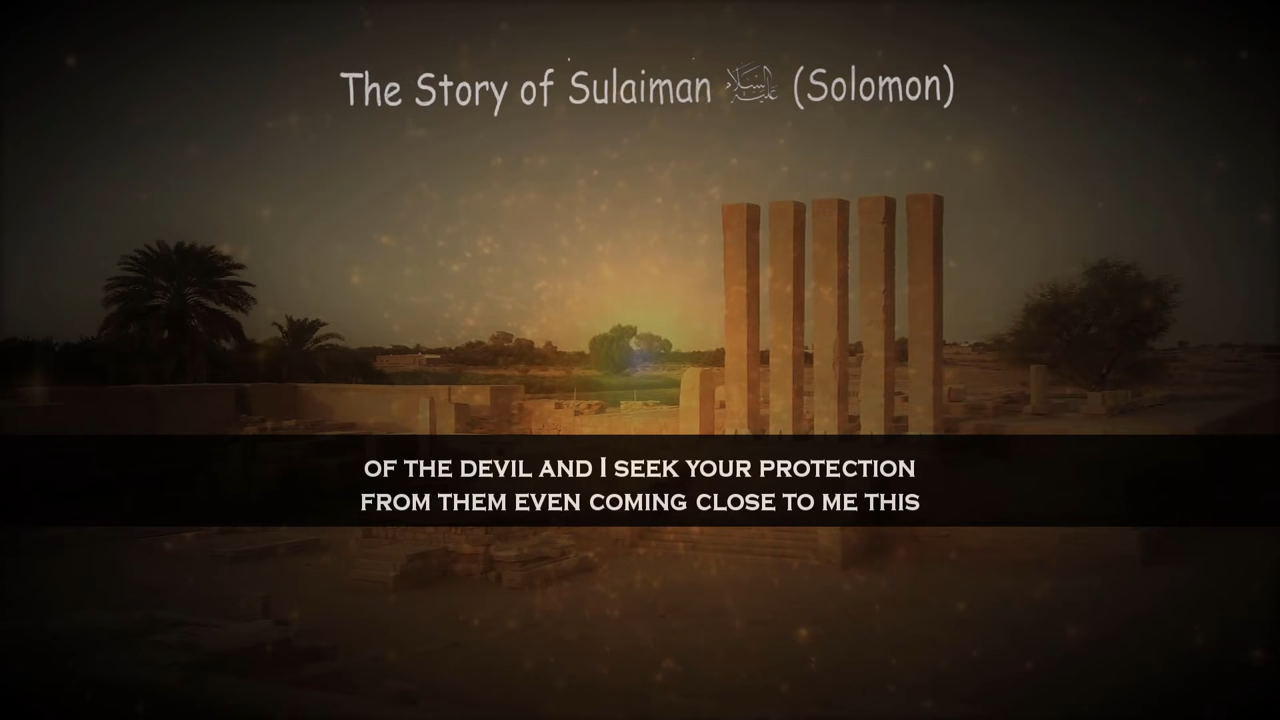 The Story of Sulaiman عليه السلام (Solomon)
OF THE DEVIL AND I SEEK YOUR PROTECTION
FROM THEM EVEN COMING CLOSE TO ME THIS